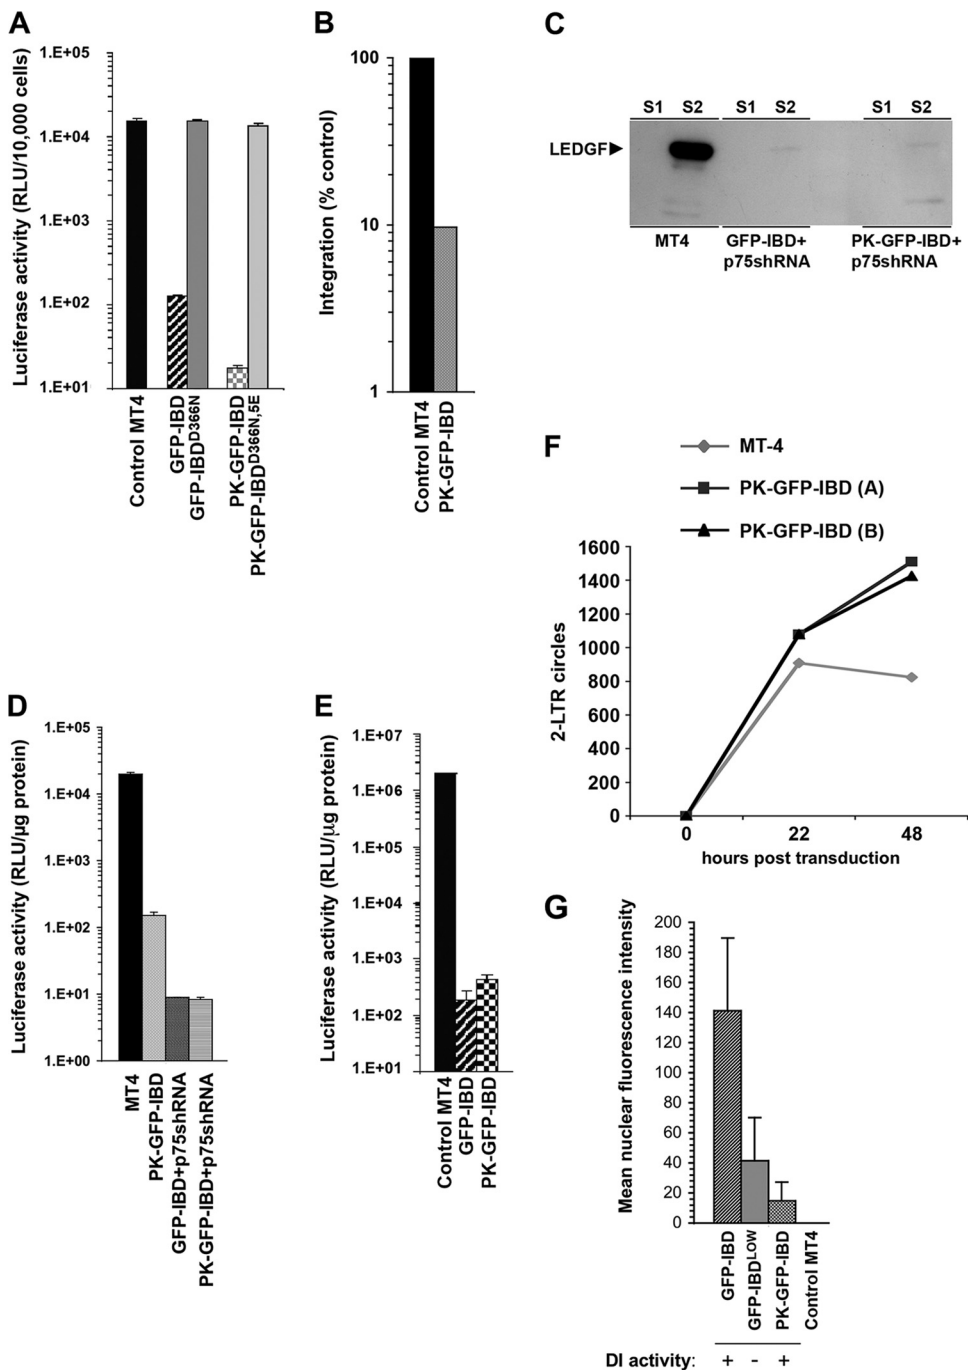 A
Luciferase activity (RLU/10,000 cells)
1.E+05
1.E+04
1.E+03
1.E+02
1.E+01
Control MT4
GFP-IBD
GFP-IBD^D366N
PK-GFP-IBD
PK-GFP-IBD^D366N,5E
B
Integration (% control)
100
10
1
Control MT4
PK-GFP-IBD
C
S1 S2 S1 S2 S1 S2
LEDGF
MT4
GFP-IBD+
p75shRNA
PK-GFP-IBD+
p75shRNA
D
Luciferase activity (RLU/µg protein)
1.E+05
1.E+04
1.E+03
1.E+02
1.E+01
1.E+00
MT4
PK-GFP-IBD
GFP-IBD+p75shRNA
PK-GFP-IBD+p75shRNA
E
Luciferase activity (RLU/µg protein)
1.E+07
1.E+06
1.E+05
1.E+04
1.E+03
1.E+02
1.E+01
Control MT4
GFP-IBD
PK-GFP-IBD
F
MT-4
PK-GFP-IBD (A)
PK-GFP-IBD (B)
2-LTR circles
1600
1400
1200
1000
800
600
400
200
0
0 22 48
hours post transduction
G
Mean nuclear fluorescence intensity
200
180
160
140
120
100
80
60
40
20
0
GFP-IBD
GFP-IBD^LOW
PK-GFP-IBD
Control MT4
DI activity: + - +